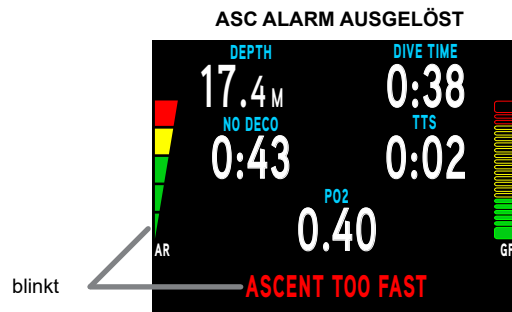 ASC ALARM AUSGELÖST
DEPTH DIVE TIME
17.4 M 0:38
NO DECO TTS
0:43 0:02
PO2
0.40
AR GF
ASCENT TOO FAST
blinkt